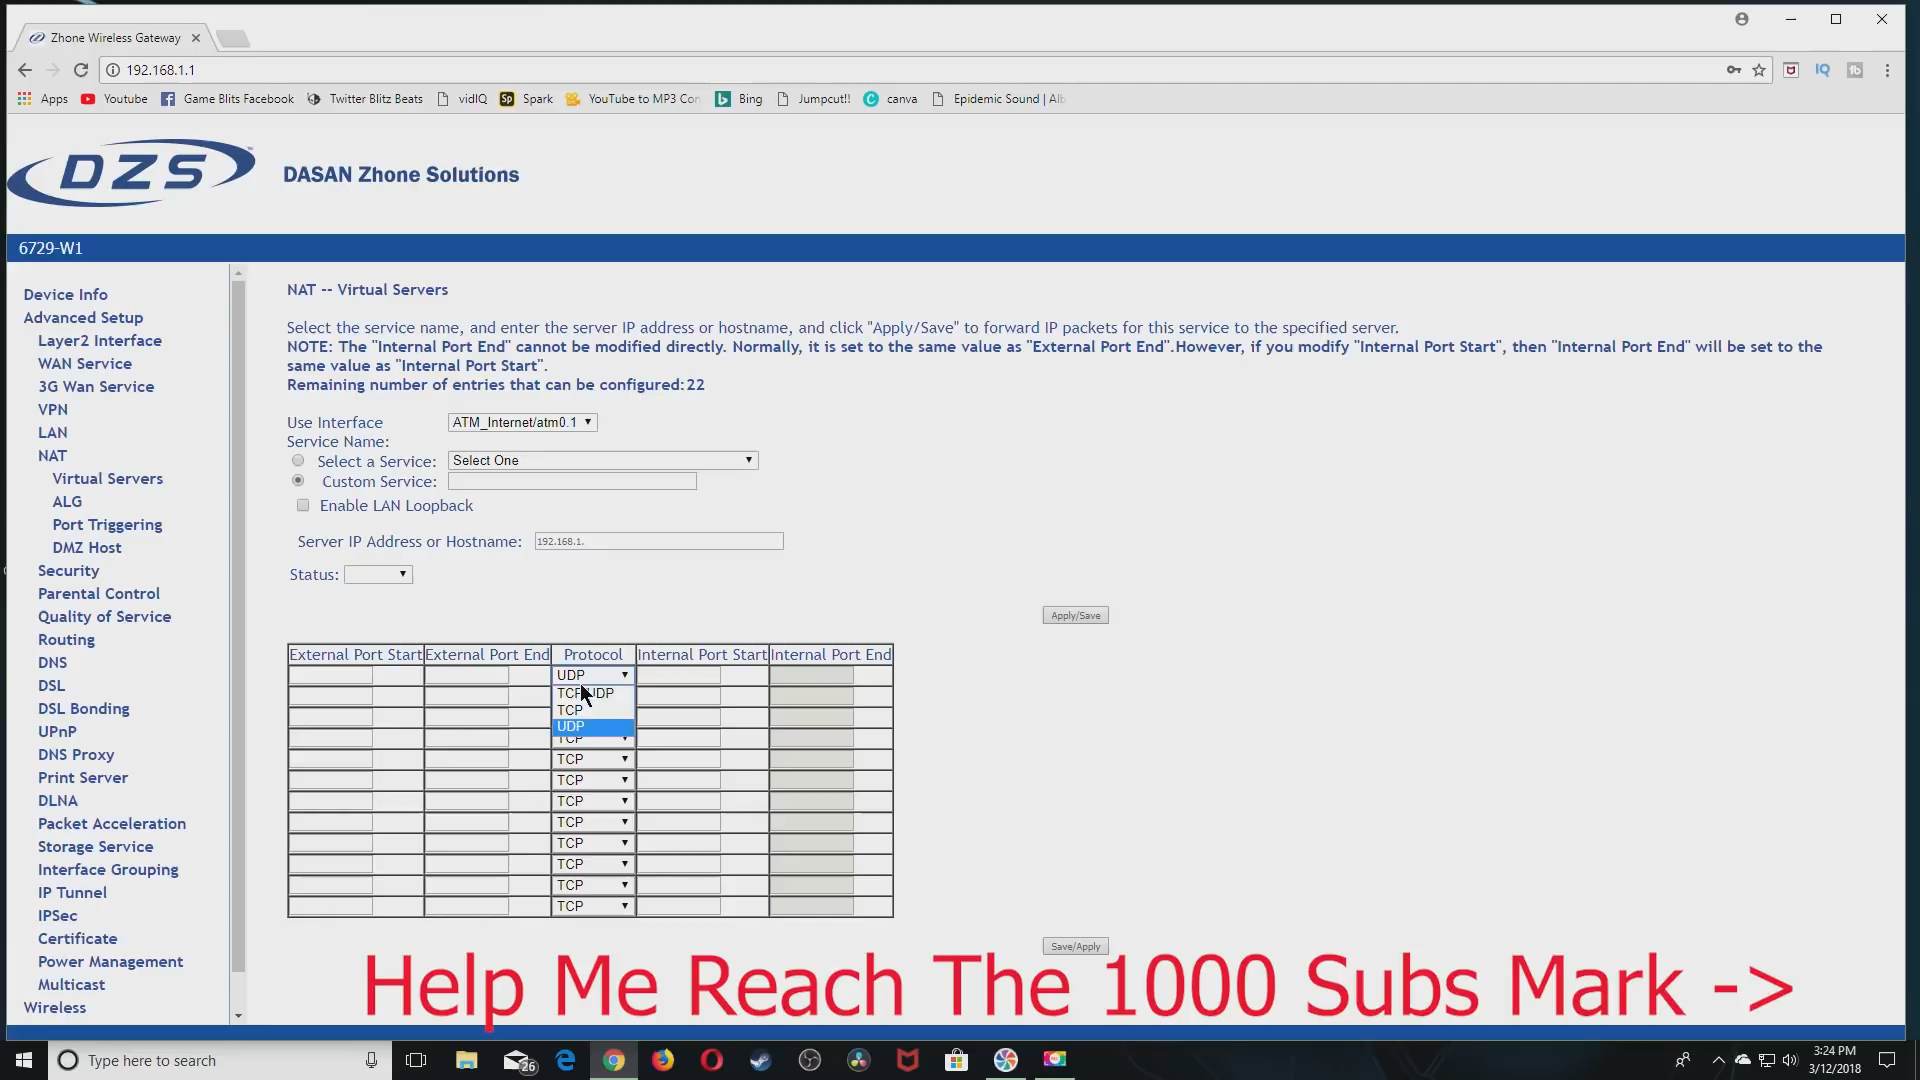 Zhone Wireless Gateway
192.168.1.1
Apps Youtube Game Blits Facebook Twitter Blitz Beats vidIQ Spark YouTube to MP3 Con Bing Jumpcut!! canva Epidemic Sound | Alb
DZS DASAN Zhone Solutions
6729-W1
Device Info
Advanced Setup
Layer2 Interface
WAN Service
3G Wan Service
VPN
LAN
NAT
Virtual Servers
ALG
Port Triggering
DMZ Host
Security
Parental Control
Quality of Service
Routing
DNS
DSL
DSL Bonding
UPnP
DNS Proxy
Print Server
DLNA
Packet Acceleration
Storage Service
Interface Grouping
IP Tunnel
IPSec
Certificate
Power Management
Multicast
Wireless
NAT -- Virtual Servers
Select the service name, and enter the server IP address or hostname, and click "Apply/Save" to forward IP packets for this service to the specified server.
NOTE: The "Internal Port End" cannot be modified directly. Normally, it is set to the same value as "External Port End".However, if you modify "Internal Port Start", then "Internal Port End" will be set to the
same value as "Internal Port Start".
Remaining number of entries that can be configured:22
Use Interface ATM_Internet/atm0.1
Service Name:
Select a Service: Select One
Custom Service:
Enable LAN Loopback
Server IP Address or Hostname: 192.168.1.
Status:
Apply/Save
External Port Start External Port End Protocol Internal Port Start Internal Port End
UDP
TCP/UDP
TCP
UDP
TCP
TCP
TCP
TCP
TCP
TCP
TCP
TCP
TCP
Save/Apply
Help Me Reach The 1000 Subs Mark ->
Type here to search
26
3:24 PM
3/12/2018